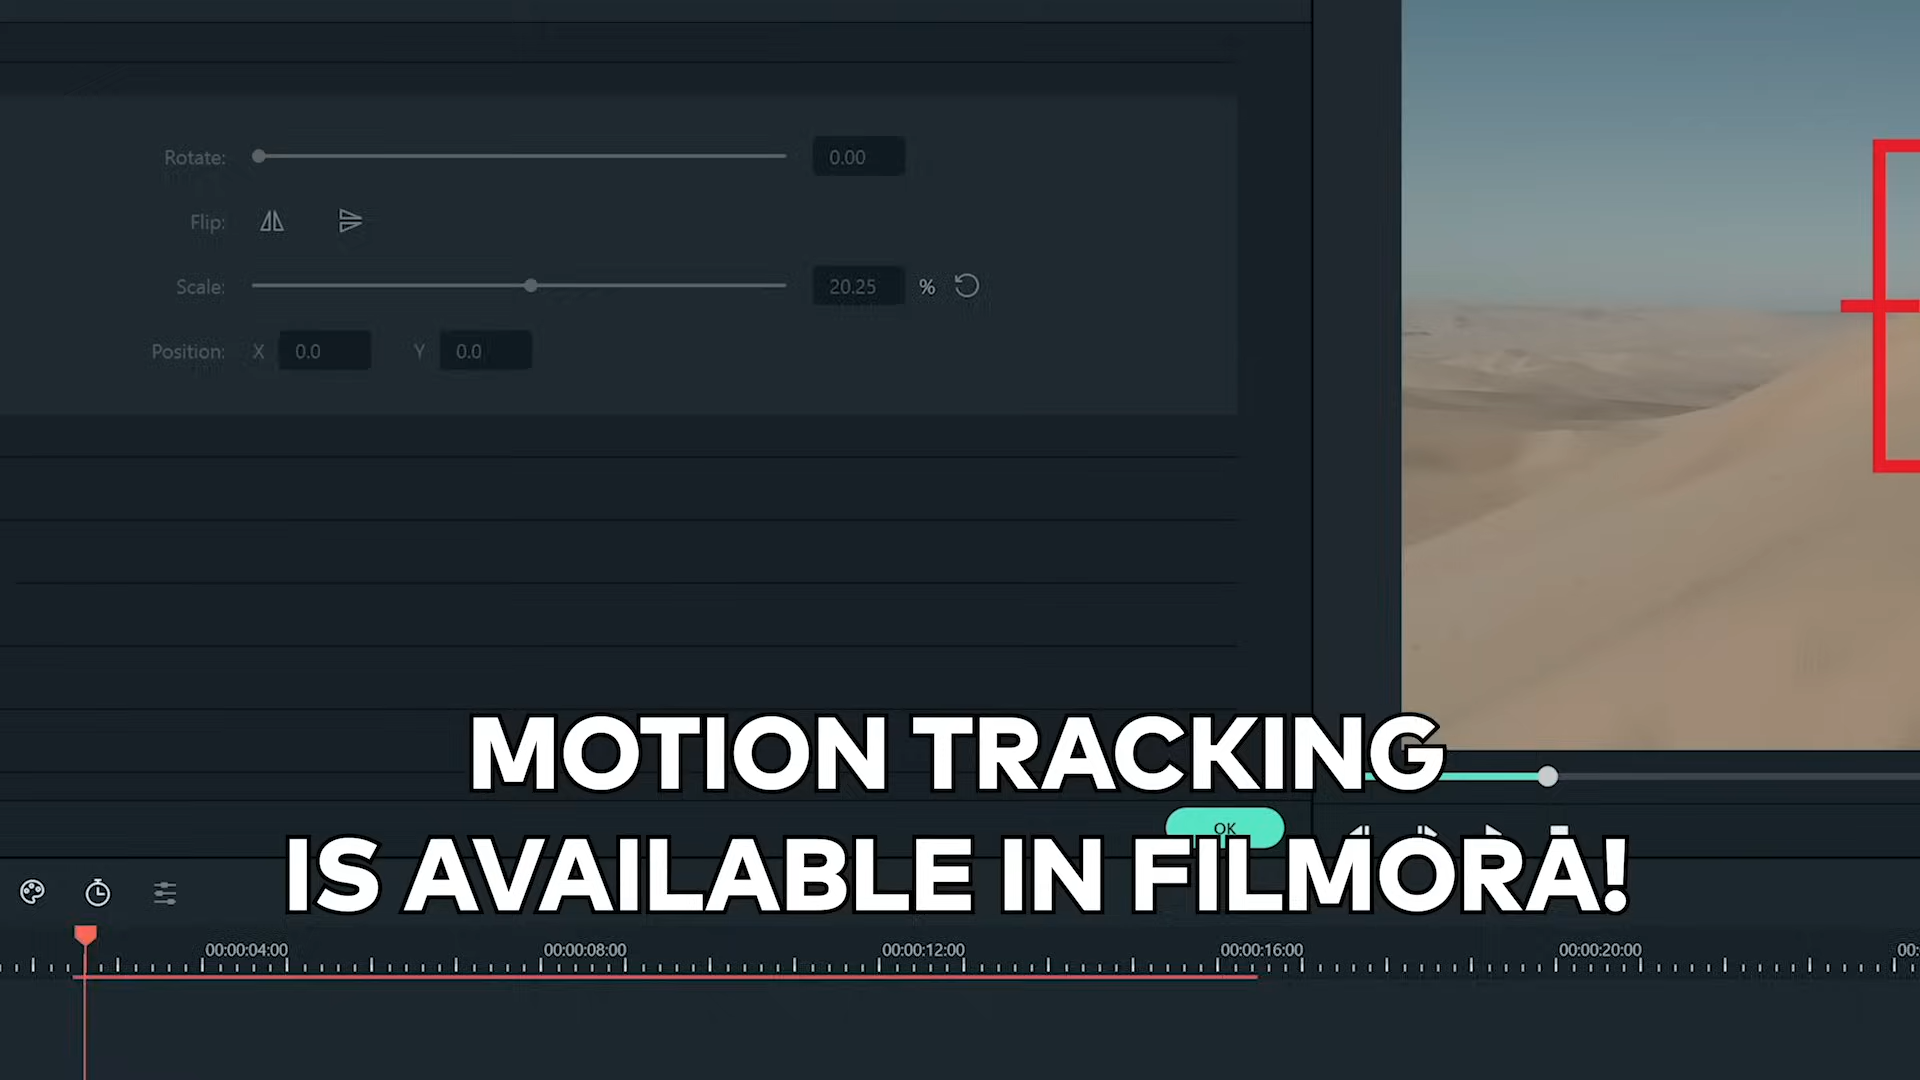 Rotate: 0.00
Flip:
Scale: 20.25 %
Position: X 0.0 Y 0.0
MOTION TRACKING
OK
IS AVAILABLE IN FILMORA!
00:00:04:00 00:00:08:00 00:00:12:00 00:00:16:00 00:00:20:00 00: